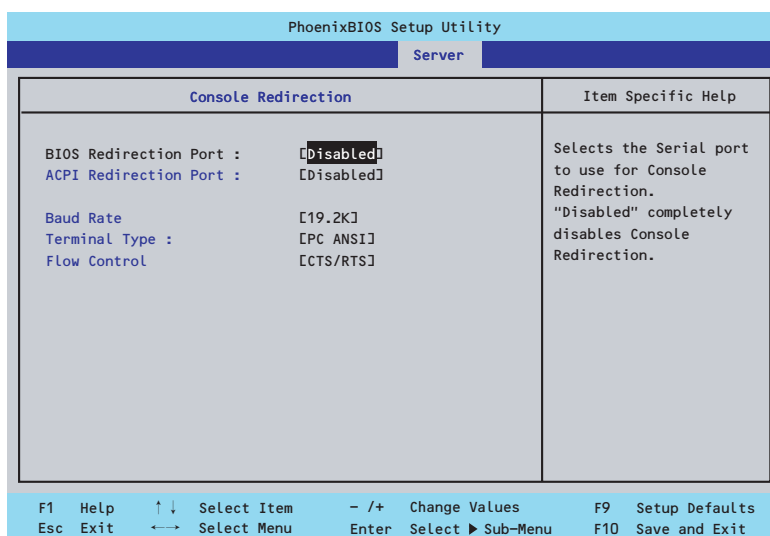 PhoenixBIOS Setup Utility
Server
Console Redirection
BIOS Redirection Port : [Disabled]
ACPI Redirection Port : [Disabled]
Baud Rate [19.2K]
Terminal Type : [PC ANSI]
Flow Control [CTS/RTS]
Item Specific Help
Selects the Serial port
to use for Console
Redirection.
"Disabled" completely
disables Console
Redirection.
F1 Help ↑↓ Select Item - /+ Change Values F9 Setup Defaults
Esc Exit ←→ Select Menu Enter Select ▶ Sub-Menu F10 Save and Exit